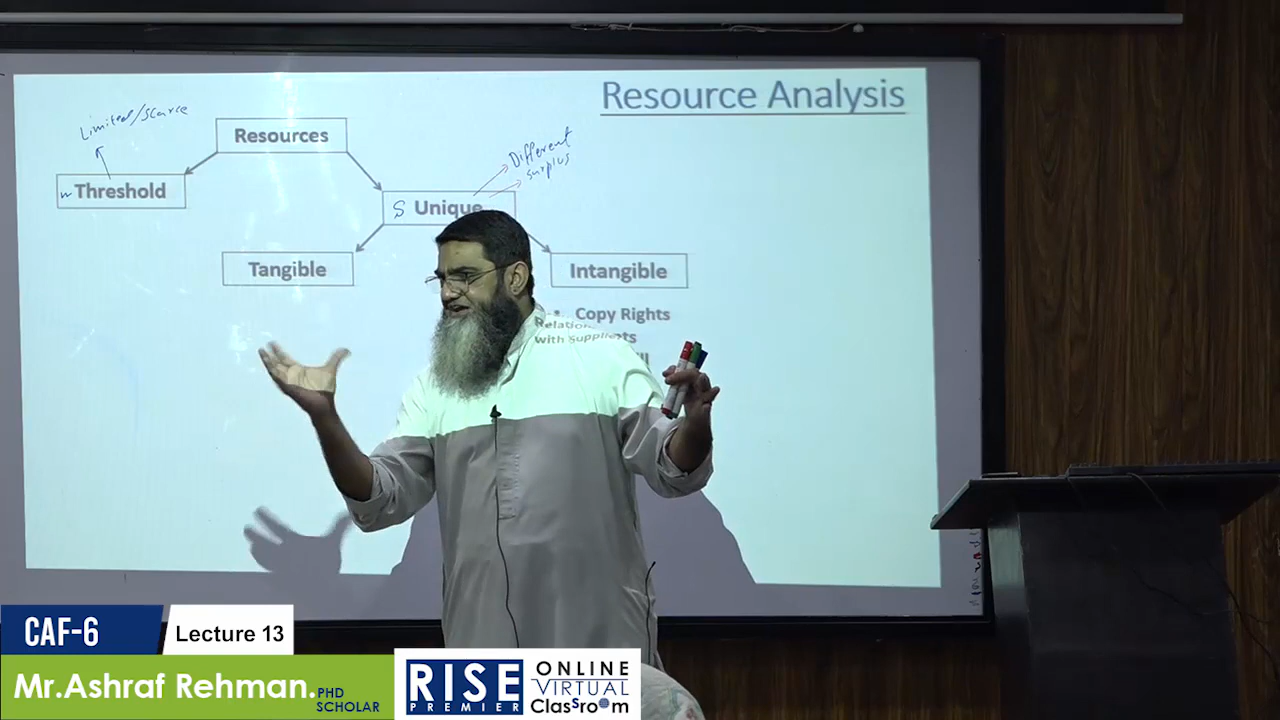 Resource Analysis
Limited/Scarce
Resources
Different
Surplus
Threshold
S Unique
Tangible
Intangible
• Copy Rights
Relation
with Suppliers
CAF-6
Lecture 13
Mr.Ashraf Rehman.
PHD
SCHOLAR
RISE
PREMIER
ONLINE
VIRTUAL
Classroom